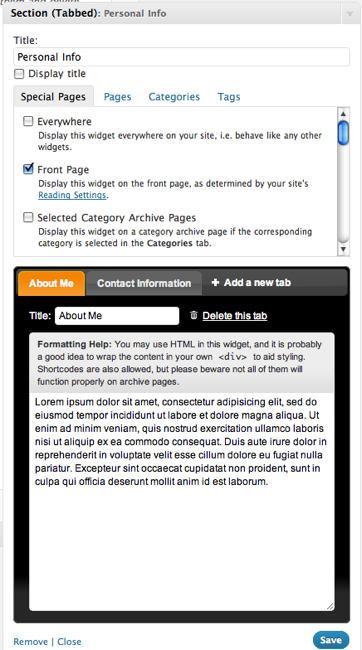 Section (Tabbed): Personal Info
Title:
Personal Info
Display title
Special Pages Pages Categories Tags
Everywhere
Display this widget everywhere on your site, i.e. behave like any other
widgets.
Front Page
Display this widget on the front page, as determined by your site's
Reading Settings.
Selected Category Archive Pages
Display this widget on a category archive page if the corresponding
category is selected in the Categories tab.
About Me Contact Information + Add a new tab
Title: About Me Delete this tab
Formatting Help: You may use HTML in this widget, and it is probably
a good idea to wrap the content in your own <div> to aid styling.
Shortcodes are also allowed, but please beware not all of them will
function properly on archive pages.
Lorem ipsum dolor sit amet, consectetur adipisicing elit, sed do
eiusmod tempor incididunt ut labore et dolore magna aliqua. Ut
enim ad minim veniam, quis nostrud exercitation ullamco laboris
nisi ut aliquip ex ea commodo consequat. Duis aute irure dolor in
reprehenderit in voluptate velit esse cillum dolore eu fugiat nulla
pariatur. Excepteur sint occaecat cupidatat non proident, sunt in
culpa qui officia deserunt mollit anim id est laborum.
Remove | Close Save